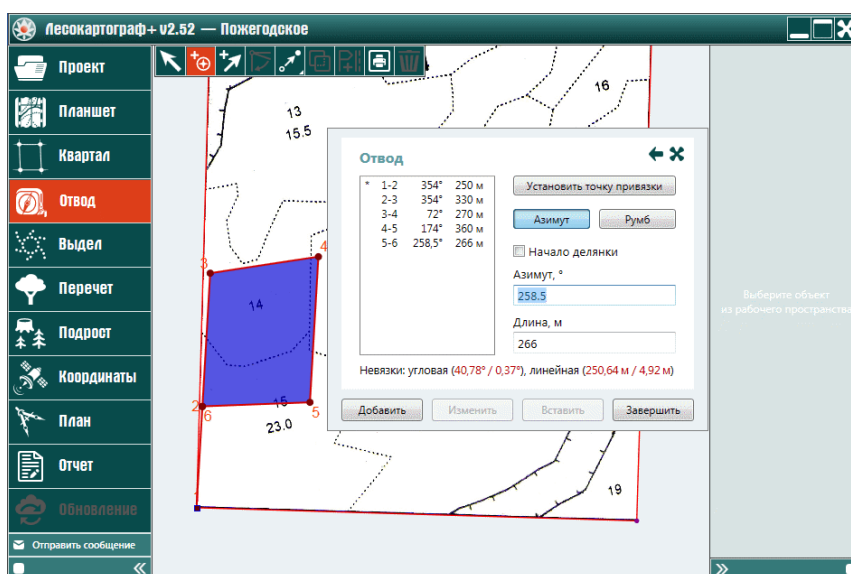 Лесокартограф+ v2.52 — Пожегодское
Проект
Планшет
Квартал
Отвод
Выдел
Перечет
Подрост
Координаты
План
Отчет
Обновление
Отправить сообщение
13
15.5
16
3
4
14
2
6
15
5
23.0
19
Отвод
* 1-2 354° 250 м
2-3 354° 330 м
3-4 72° 270 м
4-5 174° 360 м
5-6 258,5° 266 м
Установить точку привязки
Азимут Румб
Начало делянки
Азимут, °
258.5
Длина, м
266
Невязки: угловая (40,78° / 0,37°), линейная (250,64 м / 4,92 м)
Добавить Изменить Вставить Завершить
Выберите объект
из рабочего пространства